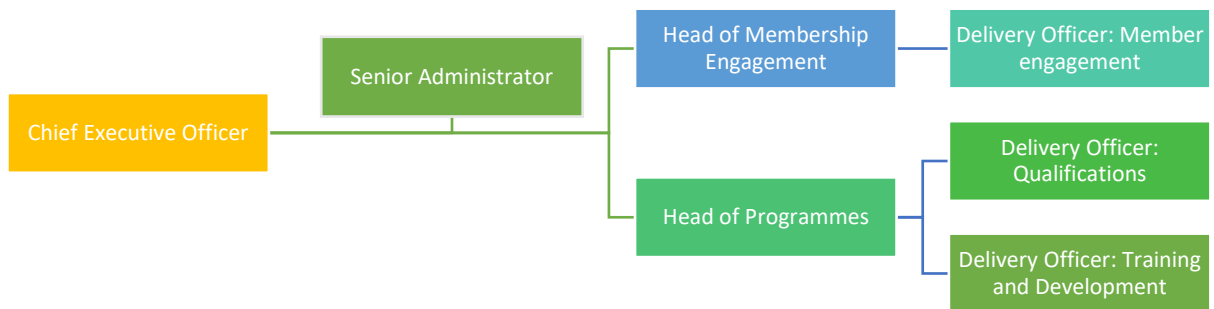 Chief Executive Officer
Senior Administrator
Head of Membership
Engagement
Delivery Officer: Member
engagement
Head of Programmes
Delivery Officer:
Qualifications
Delivery Officer: Training
and Development